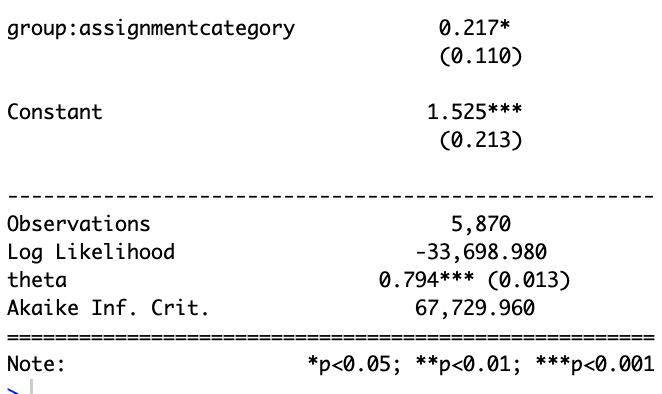 group:assignmentcategory 0.217*
(0.110)
Constant 1.525***
(0.213)
------------------------------------------------------
Observations 5,870
Log Likelihood -33,698.980
theta 0.794*** (0.013)
Akaike Inf. Crit. 67,729.960
======================================================
Note: *p<0.05; **p<0.01; ***p<0.001
>